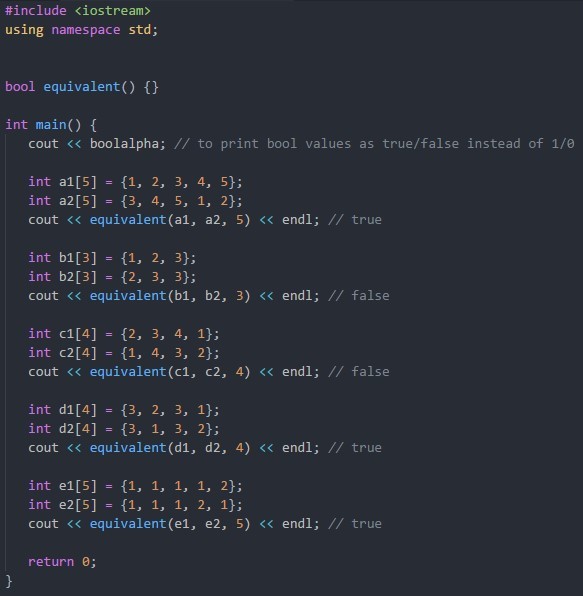 #include <iostream>
using namespace std;
bool equivalent() {}
int main() {
cout << boolalpha; // to print bool values as true/false instead of 1/0
int a1[5] = {1, 2, 3, 4, 5};
int a2[5] = {3, 4, 5, 1, 2};
cout << equivalent(a1, a2, 5) << endl; // true
int b1[3] = {1, 2, 3};
int b2[3] = {2, 3, 3};
cout << equivalent(b1, b2, 3) << endl; // false
int c1[4] = {2, 3, 4, 1};
int c2[4] = {1, 4, 3, 2};
cout << equivalent(c1, c2, 4) << endl; // false
int d1[4] = {3, 2, 3, 1};
int d2[4] = {3, 1, 3, 2};
cout << equivalent(d1, d2, 4) << endl; // true
int e1[5] = {1, 1, 1, 1, 2};
int e2[5] = {1, 1, 1, 2, 1};
cout << equivalent(e1, e2, 5) << endl; // true
return 0;
}